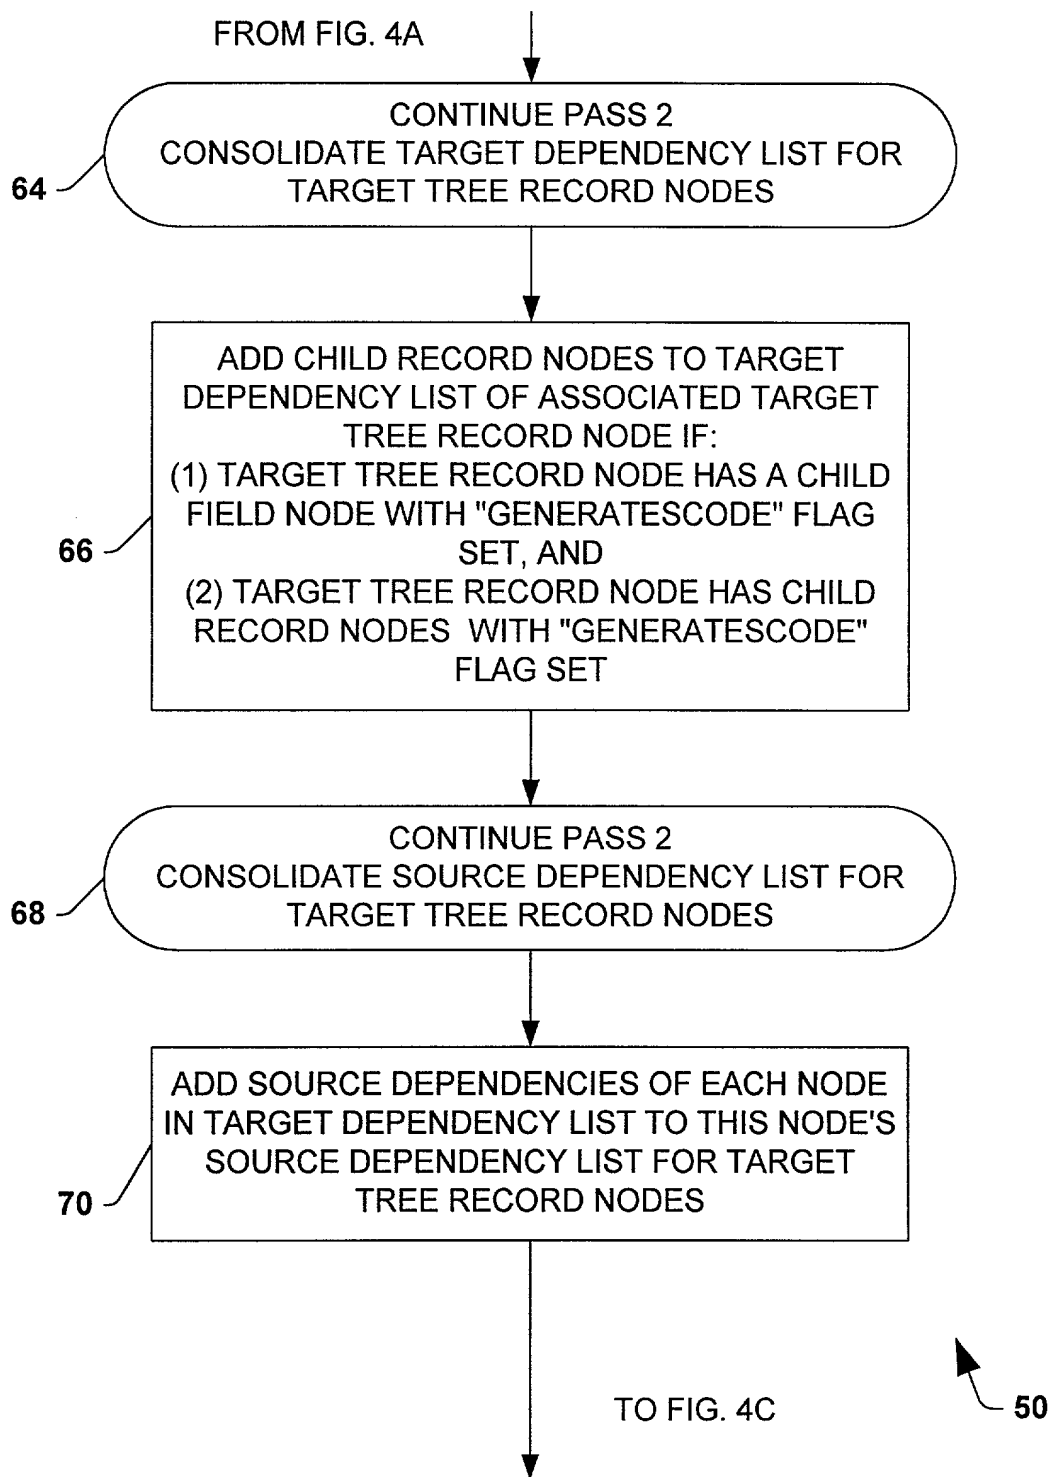 FROM FIG. 4A
CONTINUE PASS 2
CONSOLIDATE TARGET DEPENDENCY LIST FOR
TARGET TREE RECORD NODES
64
ADD CHILD RECORD NODES TO TARGET
DEPENDENCY LIST OF ASSOCIATED TARGET
TREE RECORD NODE IF:
(1) TARGET TREE RECORD NODE HAS A CHILD
FIELD NODE WITH "GENERATESCODE" FLAG
SET, AND
(2) TARGET TREE RECORD NODE HAS CHILD
RECORD NODES WITH "GENERATESCODE"
FLAG SET
66
CONTINUE PASS 2
CONSOLIDATE SOURCE DEPENDENCY LIST FOR
TARGET TREE RECORD NODES
68
ADD SOURCE DEPENDENCIES OF EACH NODE
IN TARGET DEPENDENCY LIST TO THIS NODE'S
SOURCE DEPENDENCY LIST FOR TARGET
TREE RECORD NODES
70
TO FIG. 4C
50